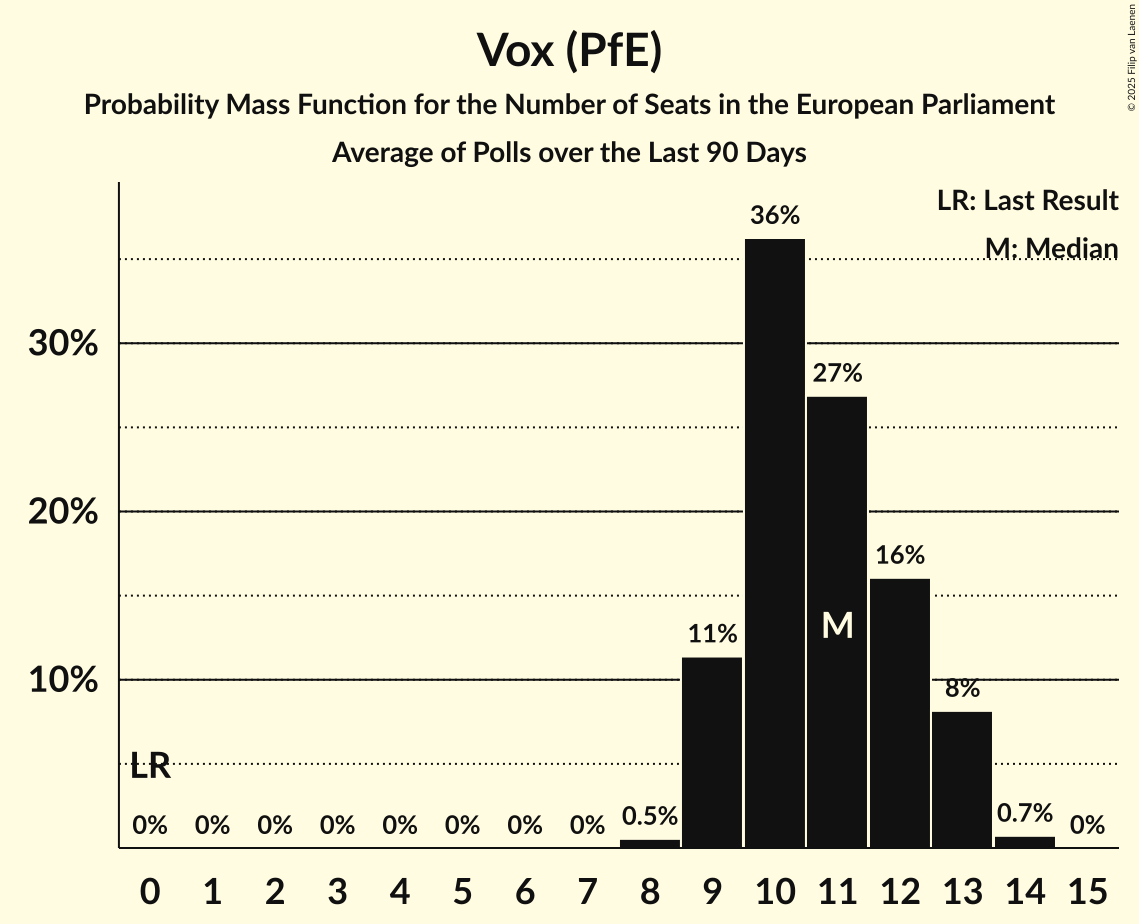 Vox (PfE)
Probability Mass Function for the Number of Seats in the European Parliament
Average of Polls over the Last 90 Days
© 2025 Filip van Laenen
LR: Last Result
M: Median
36%
30%
27%
20%
16%
11%
M
10%
8%
LR
0% 0% 0% 0% 0% 0% 0% 0% 0.5% 0.7% 0%
0 1 2 3 4 5 6 7 8 9 10 11 12 13 14 15